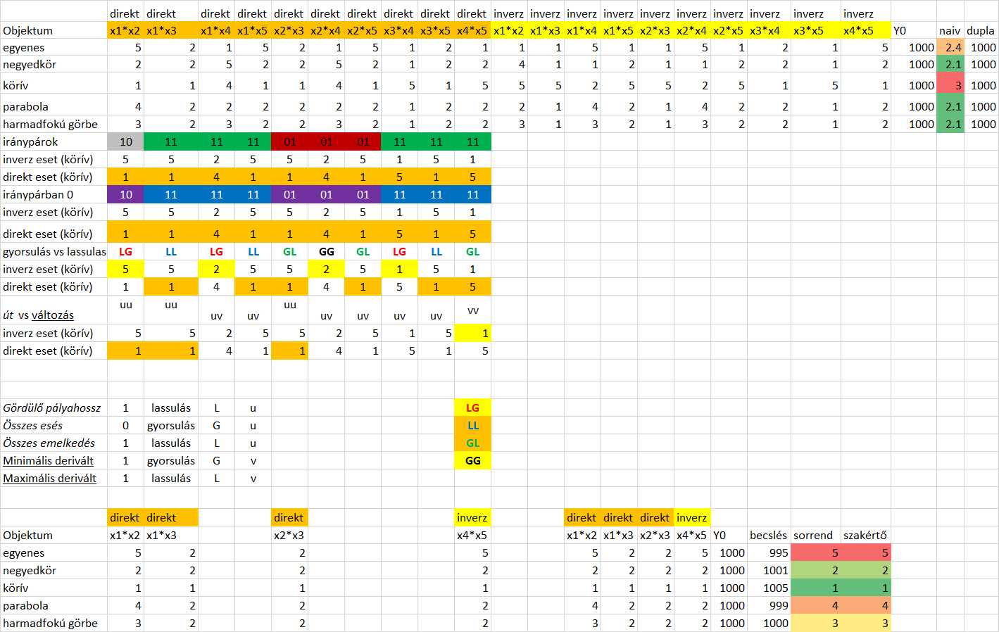 direkt direkt direkt direkt direkt direkt direkt direkt direkt direkt inverz inverz inverz inverz inverz inverz inverz inverz inverz inverz
Objektum x1*x2 x1*x3 x1*x4 x1*x5 x2*x3 x2*x4 x2*x5 x3*x4 x3*x5 x4*x5 x1*x2 x1*x3 x1*x4 x1*x5 x2*x3 x2*x4 x2*x5 x3*x4 x3*x5 x4*x5 Y0 naiv dupla
egyenes 5 2 1 5 2 1 5 1 2 1 1 1 5 1 1 5 1 2 1 5 1000 2.4 1000
negyedkör 2 2 5 2 2 5 2 1 2 2 4 1 1 2 1 1 2 2 1 2 1000 2.1 1000
körív 1 1 4 1 1 4 1 5 1 5 5 5 2 5 5 2 5 1 5 1 1000 3 1000
parabola 4 2 2 2 2 2 2 1 2 2 2 1 4 2 1 4 2 2 1 2 1000 2.1 1000
harmadfokú görbe 3 2 3 2 2 3 2 1 2 2 3 1 3 2 1 3 2 2 1 2 1000 2.1 1000
iránypárok 10 11 11 11 01 01 01 11 11 11
inverz eset (körív) 5 5 2 5 5 2 5 1 5 1
direkt eset (körív) 1 1 4 1 1 4 1 5 1 5
iránypárban 0 10 11 11 11 01 01 01 11 11 11
inverz eset (körív) 5 5 2 5 5 2 5 1 5 1
direkt eset (körív) 1 1 4 1 1 4 1 5 1 5
gyorsulás vs lassulas LG LL LG LL GL GG GL LG LL GL
inverz eset (körív) 5 5 2 5 5 2 5 1 5 1
direkt eset (körív) 1 1 4 1 1 4 1 5 1 5
út vs változás uu uu uv uv uu uv uv uv uv vv
inverz eset (körív) 5 5 2 5 5 2 5 1 5 1
direkt eset (körív) 1 1 4 1 1 4 1 5 1 5
Gördülő pályahossz 1 lassulás L u LG
Összes esés 0 gyorsulás G u LL
Összes emelkedés 1 lassulás L u GL
Minimális derivált 1 gyorsulás G v GG
Maximális derivált 1 lassulás L v
direkt direkt direkt inverz direkt direkt direkt inverz
Objektum x1*x2 x1*x3 x2*x3 x4*x5 x1*x2 x1*x3 x2*x3 x4*x5 Y0 becslés sorrend szakértő
egyenes 5 2 2 5 5 2 2 5 1000 995 5 5
negyedkör 2 2 2 2 2 2 2 2 1000 1001 2 2
körív 1 1 1 1 1 1 1 1 1000 1005 1 1
parabola 4 2 2 2 4 2 2 2 1000 999 4 4
harmadfokú görbe 3 2 2 2 3 2 2 2 1000 1000 3 3